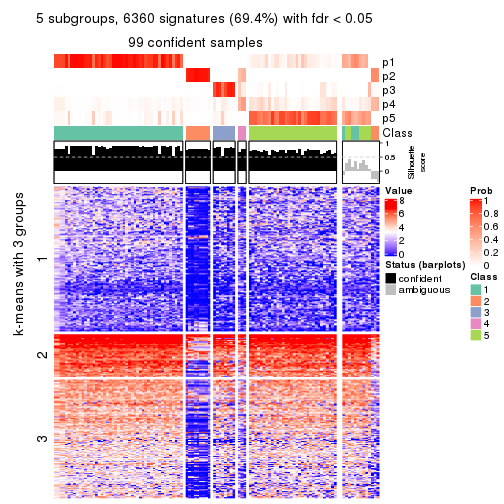 5 subgroups, 6360 signatures (69.4%) with fdr < 0.05
99 confident samples
p1
p2
p3
p4
p5
Class
1
0.5
0
Silhouette
score
k-means with 3 groups
1
2
3
Value
8
6
4
2
0
Status (barplots)
confident
ambiguous
Prob
1
0.8
0.6
0.4
0.2
0
Class
1
2
3
4
5